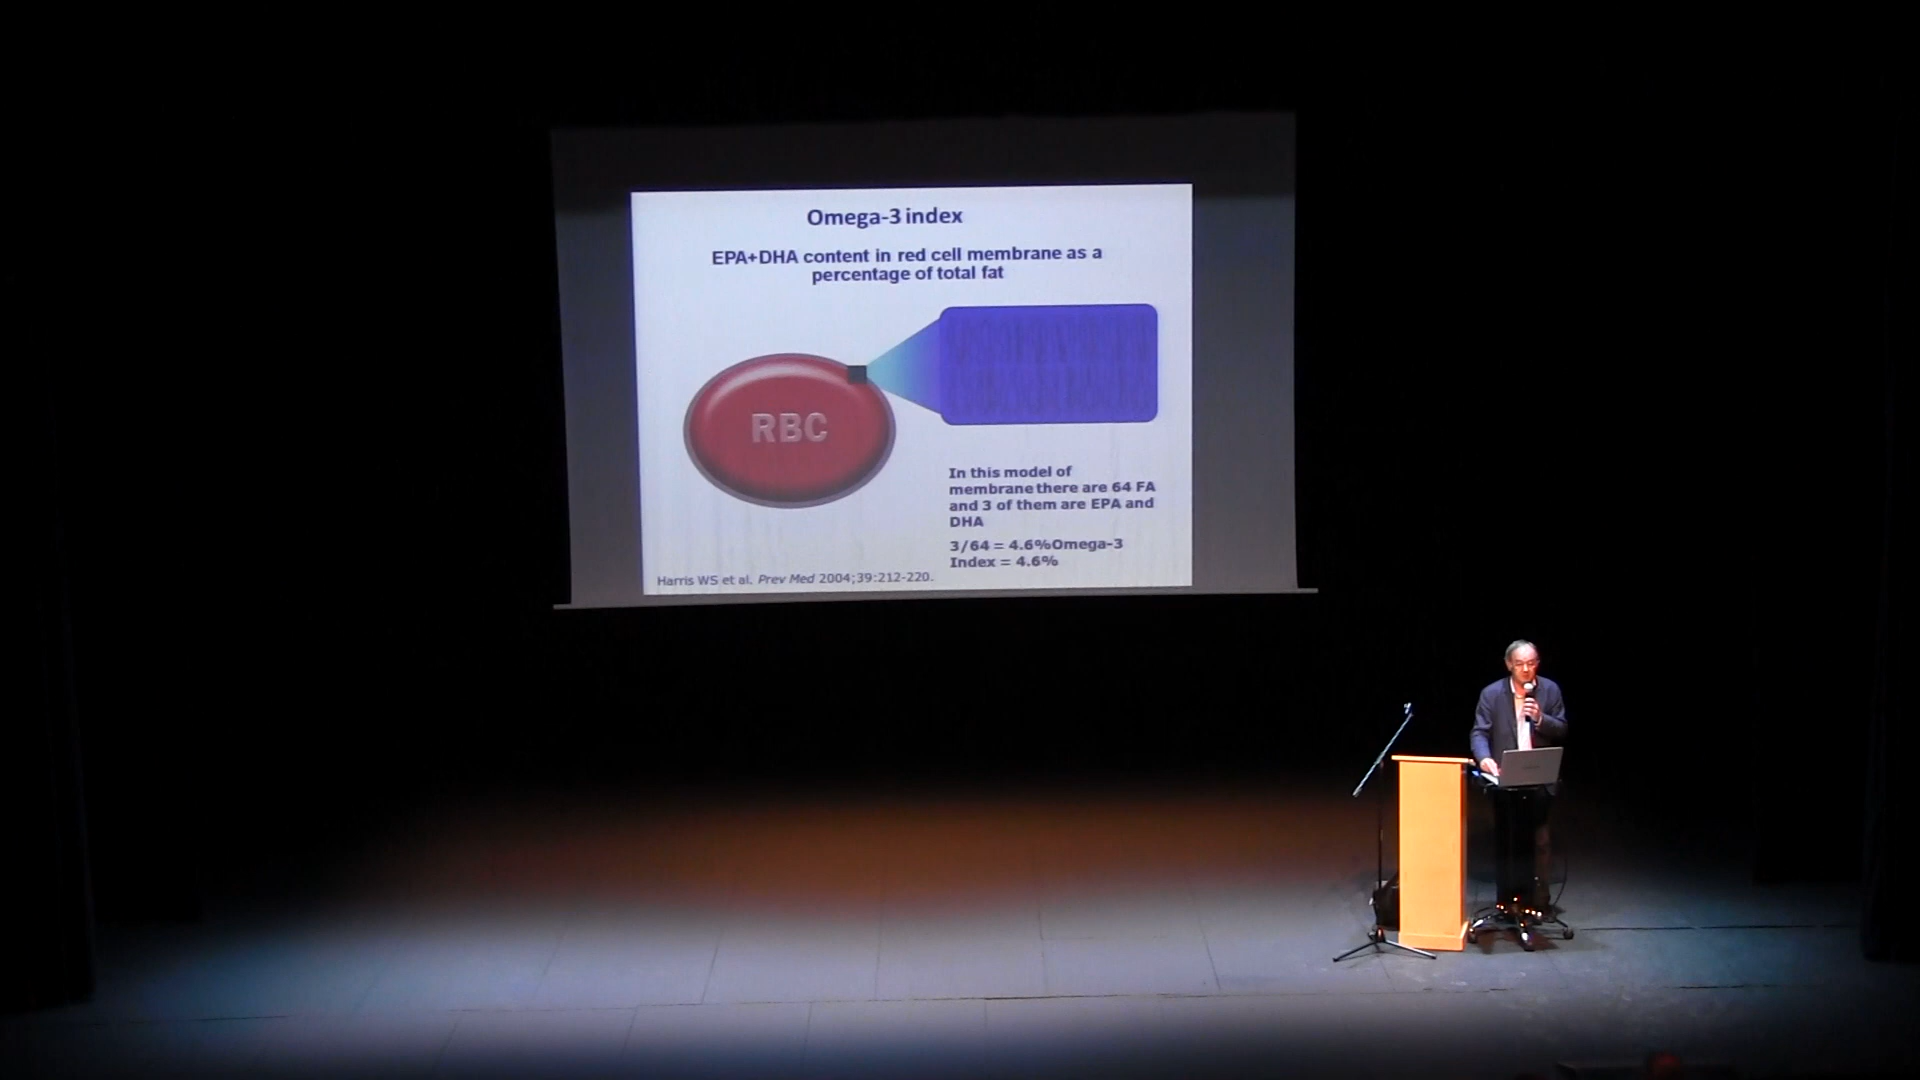 Omega-3 index
EPA+DHA content in red cell membrane as a
percentage of total fat
RBC
In this model of
membrane there are 64 FA
and 3 of them are EPA and
DHA
3/64 = 4.6%Omega-3
Index = 4.6%
Harris WS et al. Prev Med 2004;39:212-220.